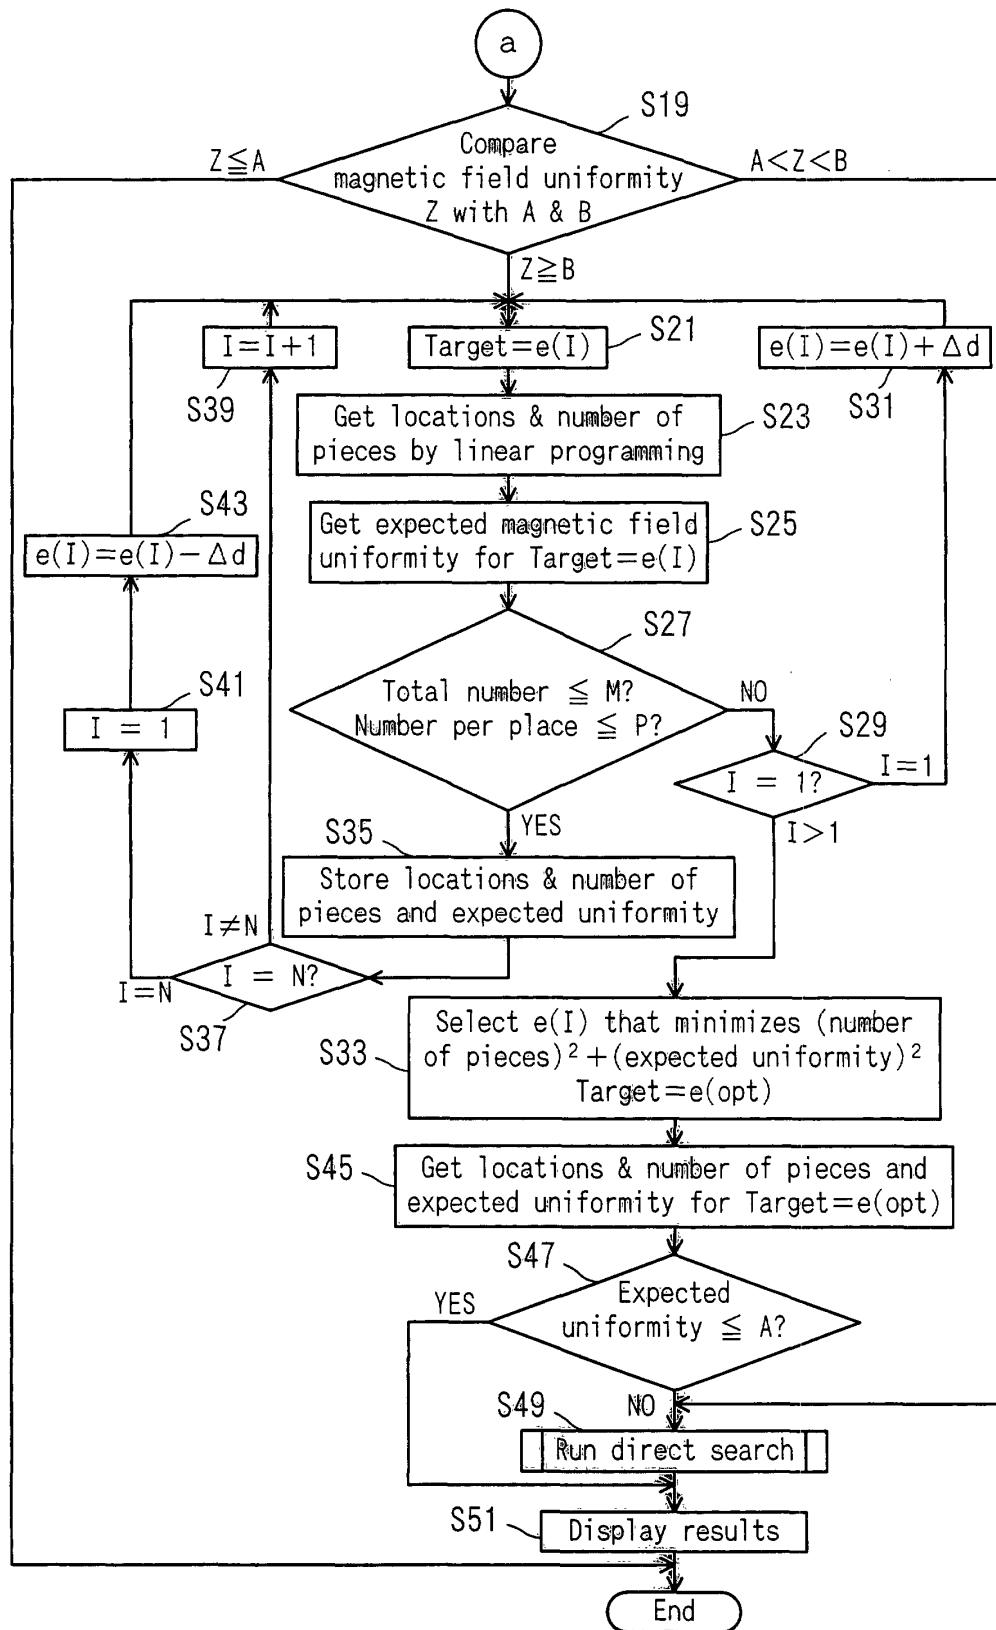 a
S19
Compare
magnetic field uniformity
Z with A & B
Z≦A
A<Z<B
Z≧B
I=I+1
S39
Target=e(I)
S21
e(I)=e(I)+Δd
S31
Get locations & number of
pieces by linear programming
S23
S43
e(I)=e(I)−Δd
Get expected magnetic field
uniformity for Target=e(I)
S25
S27
Total number ≦ M?
Number per place ≦ P?
NO
YES
S41
I = 1
S29
I = 1?
I=1
I>1
S35
Store locations & number of
pieces and expected uniformity
I≠N
I = N?
I=N
S37
S33
Select e(I) that minimizes (number
of pieces)²+(expected uniformity)²
Target=e(opt)
S45
Get locations & number of pieces and
expected uniformity for Target=e(opt)
S47
Expected
uniformity ≦ A?
YES
NO
S49
Run direct search
S51
Display results
End